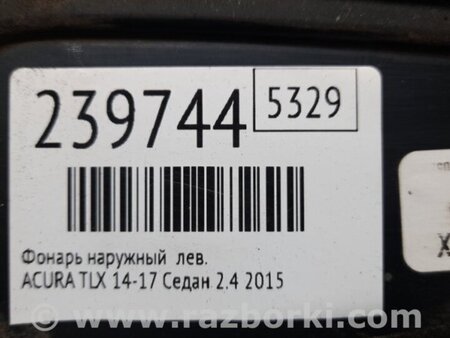 239744 5329
Фонарь наружный лев.
ACURA TLX 14-17 Седан 2.4 2015
© www.razborki.com